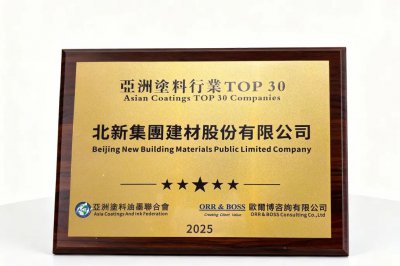 亞洲塗料行業TOP 30
Asian Coatings TOP 30 Companies
北新集團建材股份有限公司
Beijing New Building Materials Public Limited Company
亞洲塗料油墨聯合會
Asia Coatings And Ink Federation
ORR & BOSS
Creating Client Value
歐爾博咨詢有限公司
ORR & BOSS Consulting Co.,Ltd
2025